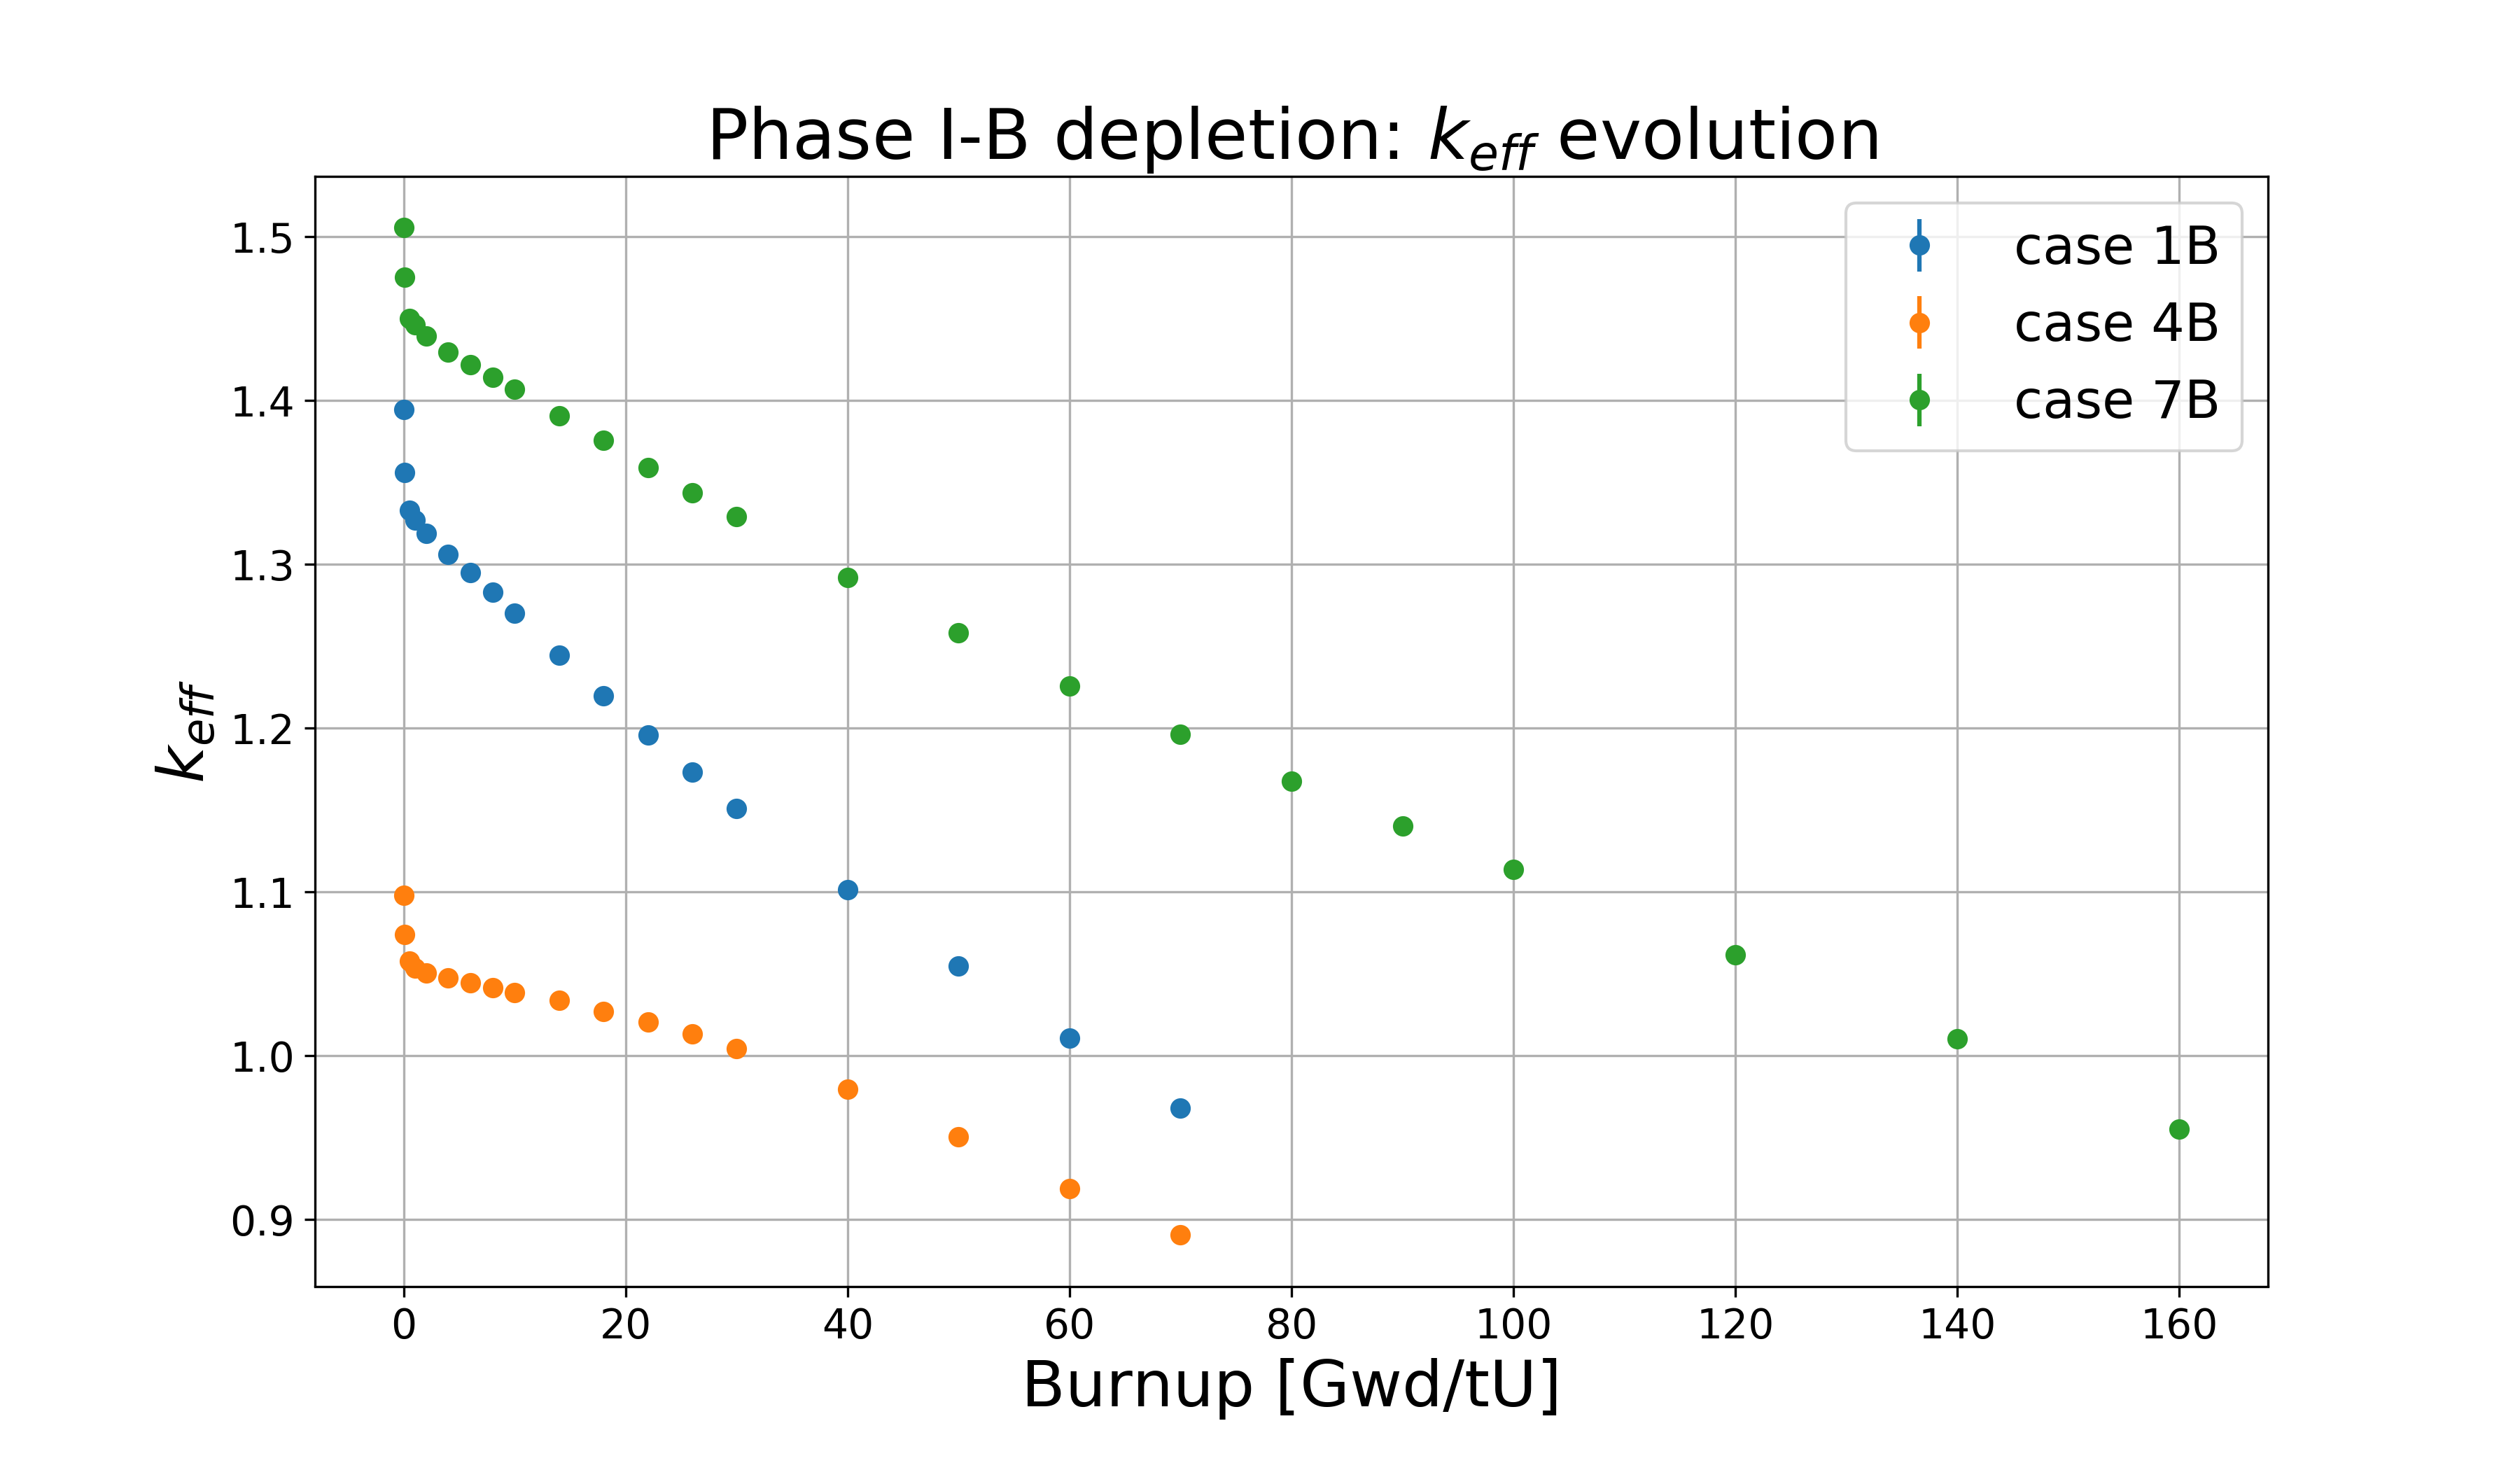 Phase I-B depletion: k_eff evolution
case 1B
case 4B
case 7B
k_eff
1.5
1.4
1.3
1.2
1.1
1.0
0.9
0 20 40 60 80 100 120 140 160
Burnup [Gwd/tU]